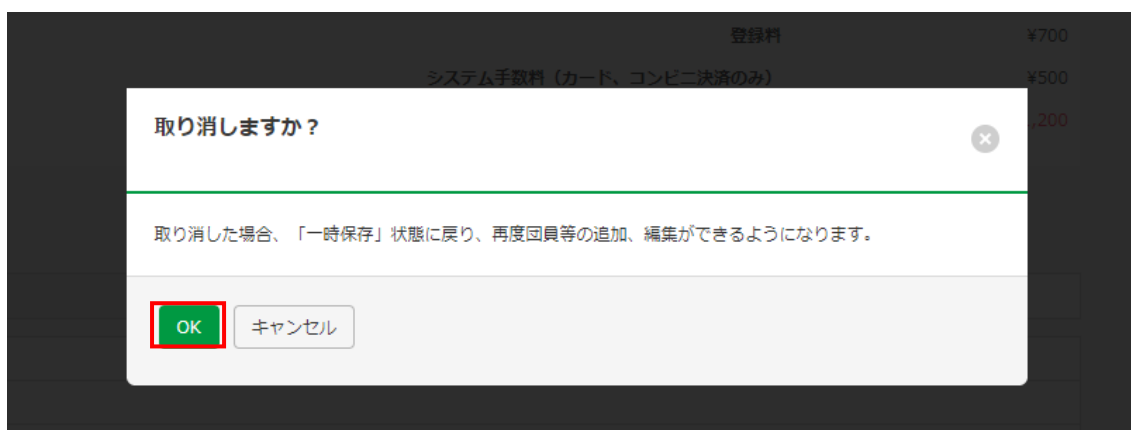 登録料 ¥700
システム手数料（カード、コンビニ決済のみ） ¥500
,200
取り消しますか？
取り消した場合、「一時保存」状態に戻り、再度団員等の追加、編集ができるようになります。
OK キャンセル